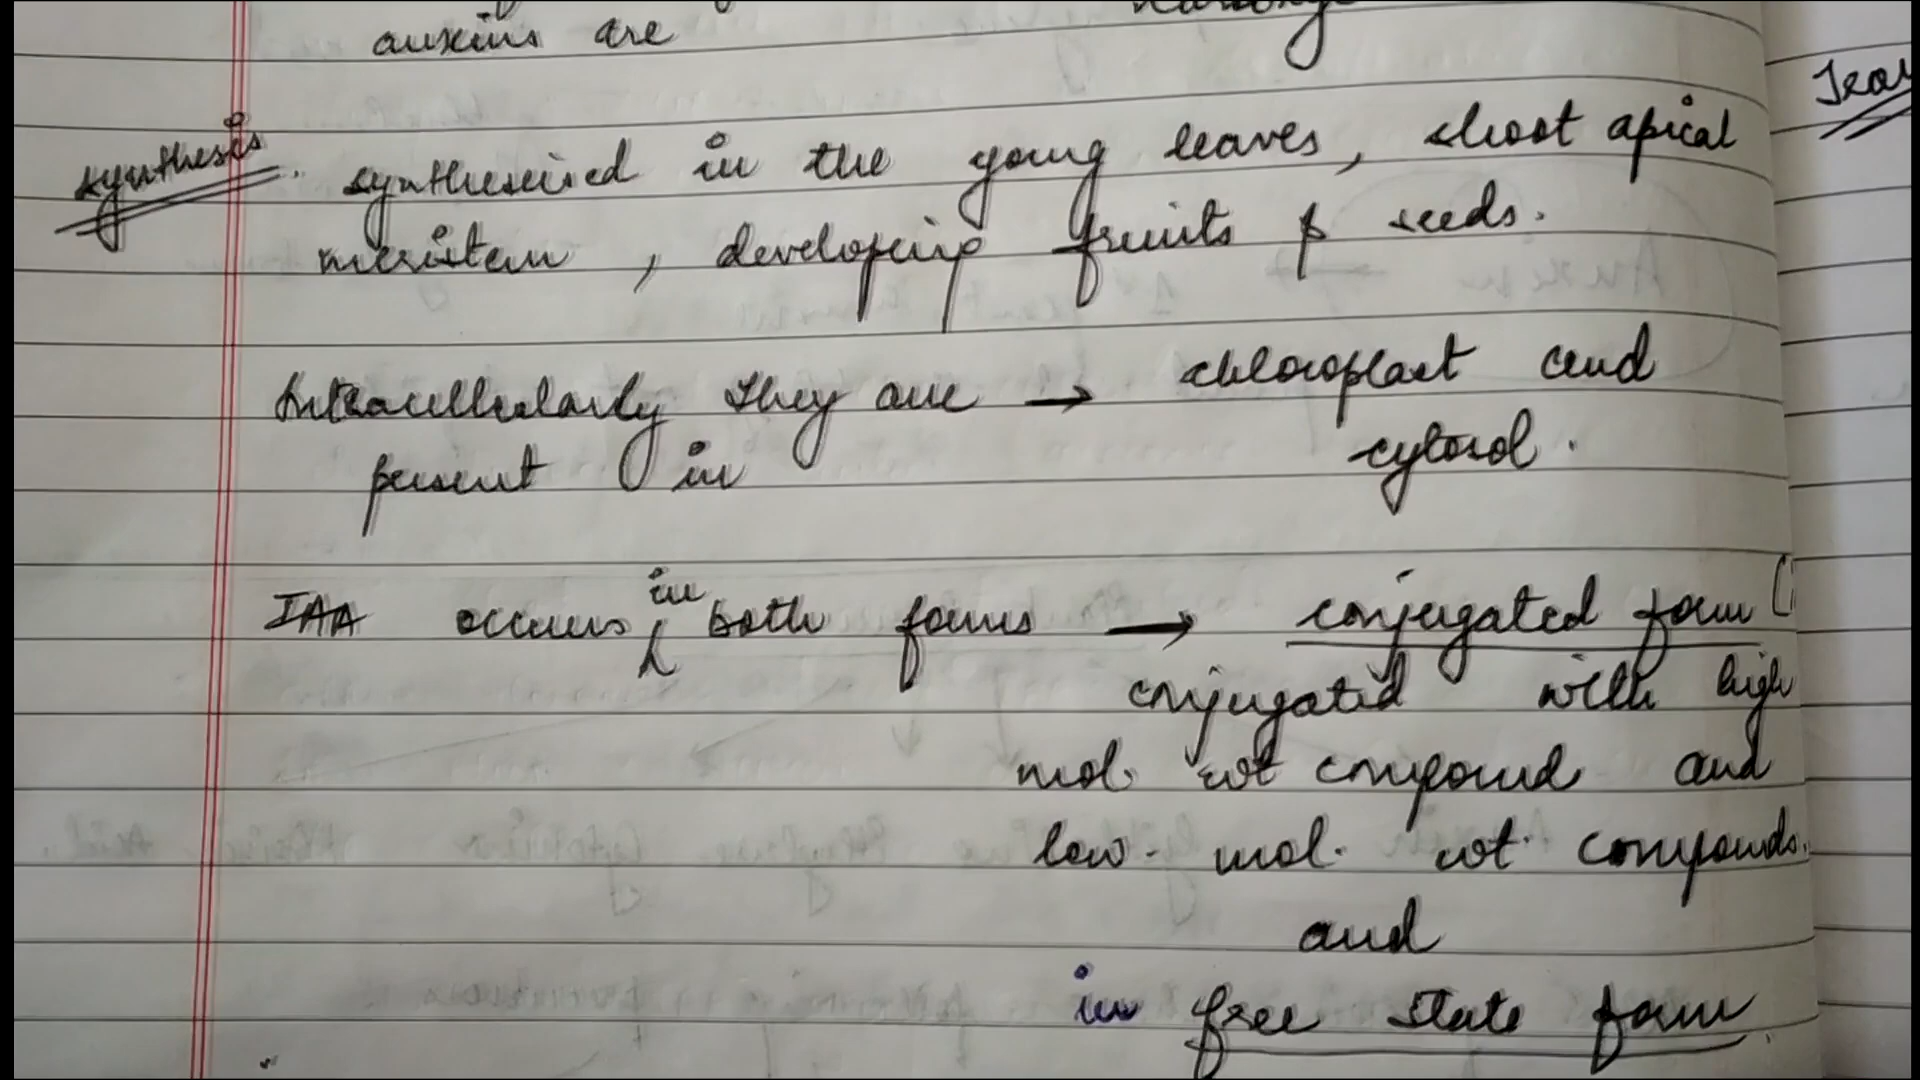 auxins are
synthesis. synthesised in the young leaves, shoot apical
meristem , developing fruits & seeds.
Intracellularly they are → chloroplast and
present in cytosol.
IAA occurs in both forms → conjugated form (
conjugated with high
mol. wt compound and
low. mol. wt. compounds.
and
in free state form